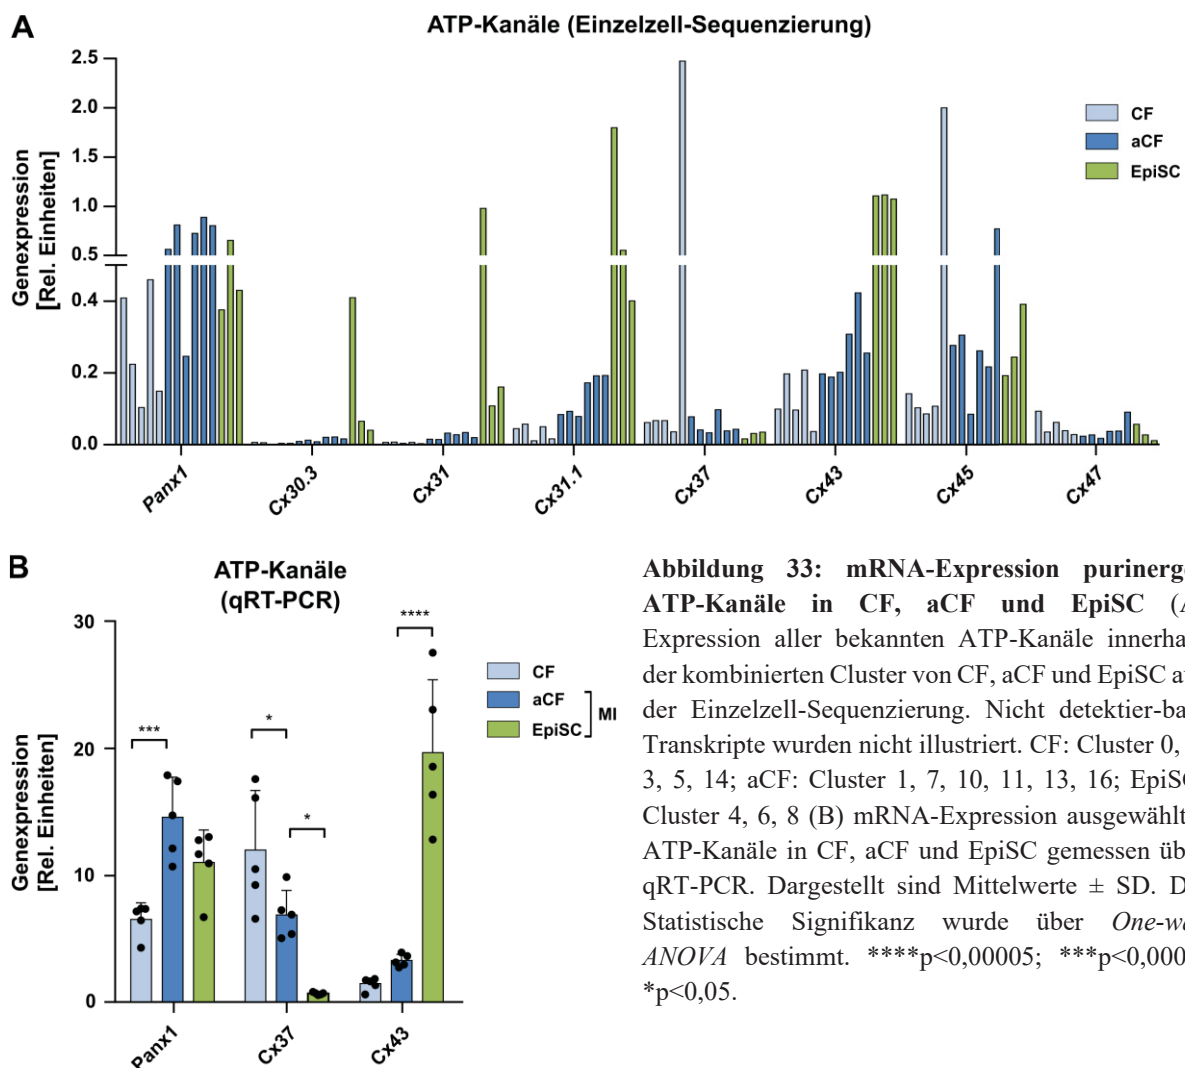 A
ATP-Kanäle (Einzelzell-Sequenzierung)
Genexpression
[Rel. Einheiten]
2.5
2.0
1.5
1.0
0.5
0.4
0.2
0.0
CF
aCF
EpiSC
Panx1
Cx30.3
Cx31
Cx31.1
Cx37
Cx43
Cx45
Cx47
B
ATP-Kanäle
(qRT-PCR)
Genexpression
[Rel. Einheiten]
30
20
10
0
***
*
*
****
CF
aCF
EpiSC
MI
Panx1
Cx37
Cx43
Abbildung 33: mRNA-Expression purinerge
ATP-Kanäle in CF, aCF und EpiSC (A
Expression aller bekannten ATP-Kanäle innerha
der kombinierten Cluster von CF, aCF und EpiSC a
der Einzelzell-Sequenzierung. Nicht detektier-ba
Transkripte wurden nicht illustriert. CF: Cluster 0,
3, 5, 14; aCF: Cluster 1, 7, 10, 11, 13, 16; EpiSC
Cluster 4, 6, 8 (B) mRNA-Expression ausgewählt
ATP-Kanäle in CF, aCF und EpiSC gemessen üb
qRT-PCR. Dargestellt sind Mittelwerte ± SD. D
Statistische Signifikanz wurde über One-wa
ANOVA bestimmt. ****p<0,00005; ***p<0,000
*p<0,05.